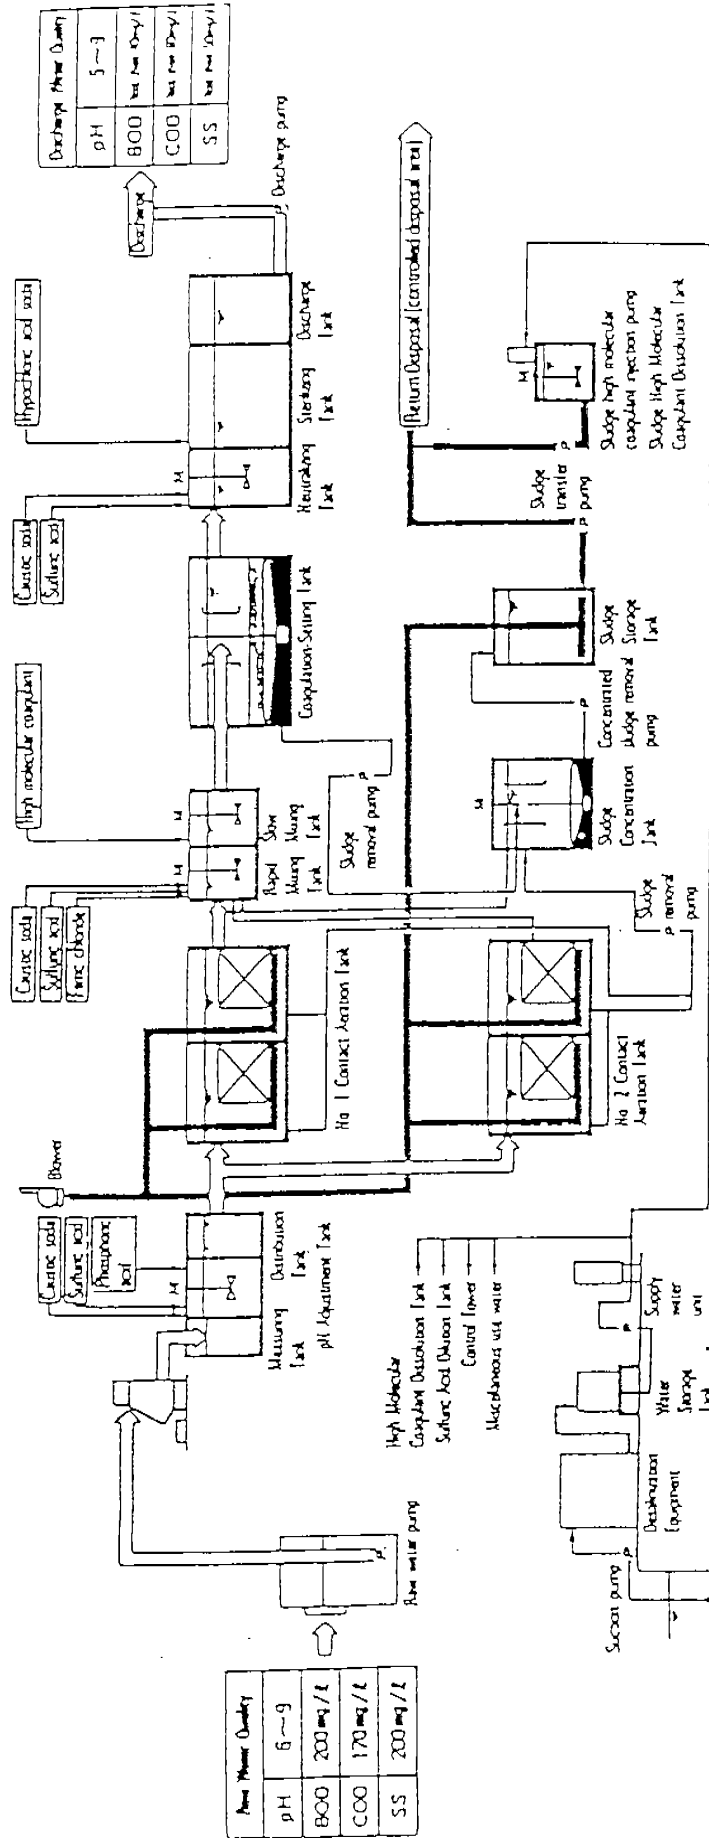 Raw Water Quality
pH 6~9
BOD 200 mg / ℓ
COD 170 mg / ℓ
SS 200 mg / ℓ
Raw water pump
P
Caustic soda
Sulfuric acid
Phosphoric
acid
M
Measuring
Tank
Distribution
Tank
pH Adjustment Tank
Blower
No 1 Contact Aeration Tank
No 2 Contact
Aeration Tank
Caustic soda
Sulfuric acid
Ferric chloride
High molecular coagulant
M
M
Rapid
Mixing
Tank
Slow
Mixing
Tank
Coagulation-Settling Tank
P
Sludge
removal pump
Caustic soda
Sulfuric acid
Hypochloric acid soda
M
Neutralizing
Tank
Sterilizing
Tank
Discharge
Tank
P Discharge pump
Discharge
Discharge Water Quality
pH 5~9
BOD
COD
SS
Sludge
P removal
pump
M
Sludge
Concentration
Tank
P
Concentrated
sludge removal
pump
Sludge
Storage
Tank
Sludge
transfer
P pump
P
M
Sludge high molecular
coagulant injection pump
Sludge High Molecular
Coagulant Dissolution Tank
Return Disposal (controlled disposal area)
High Molecular
Coagulant Dissolution Tank
Sulfuric Acid Dilution Tank
Control Tower
Miscellaneous use water
Suction pump
P
Desalination
Equipment
Water
Storage
Tank
P
Supply
water
unit